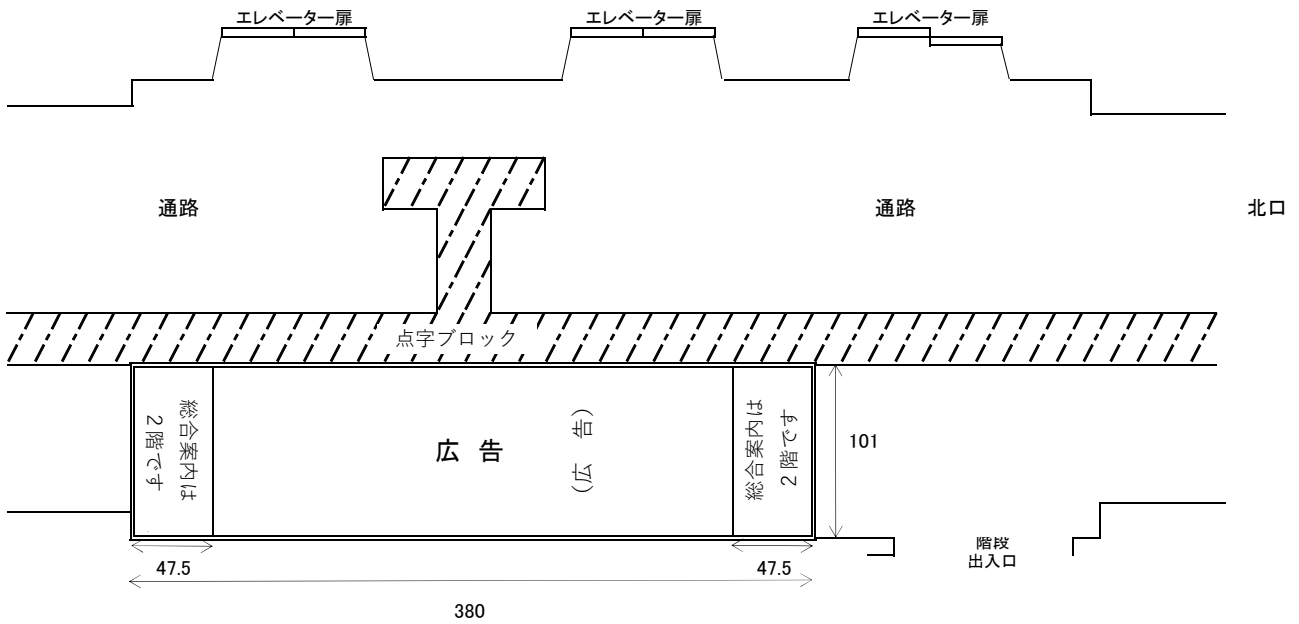 エレベーター扉
エレベーター扉
エレベーター扉
通路
通路
北口
点字ブロック
総合案内は
２階です
広 告
(広 告)
総合案内は
２階です
101
階段
出入口
47.5
47.5
380